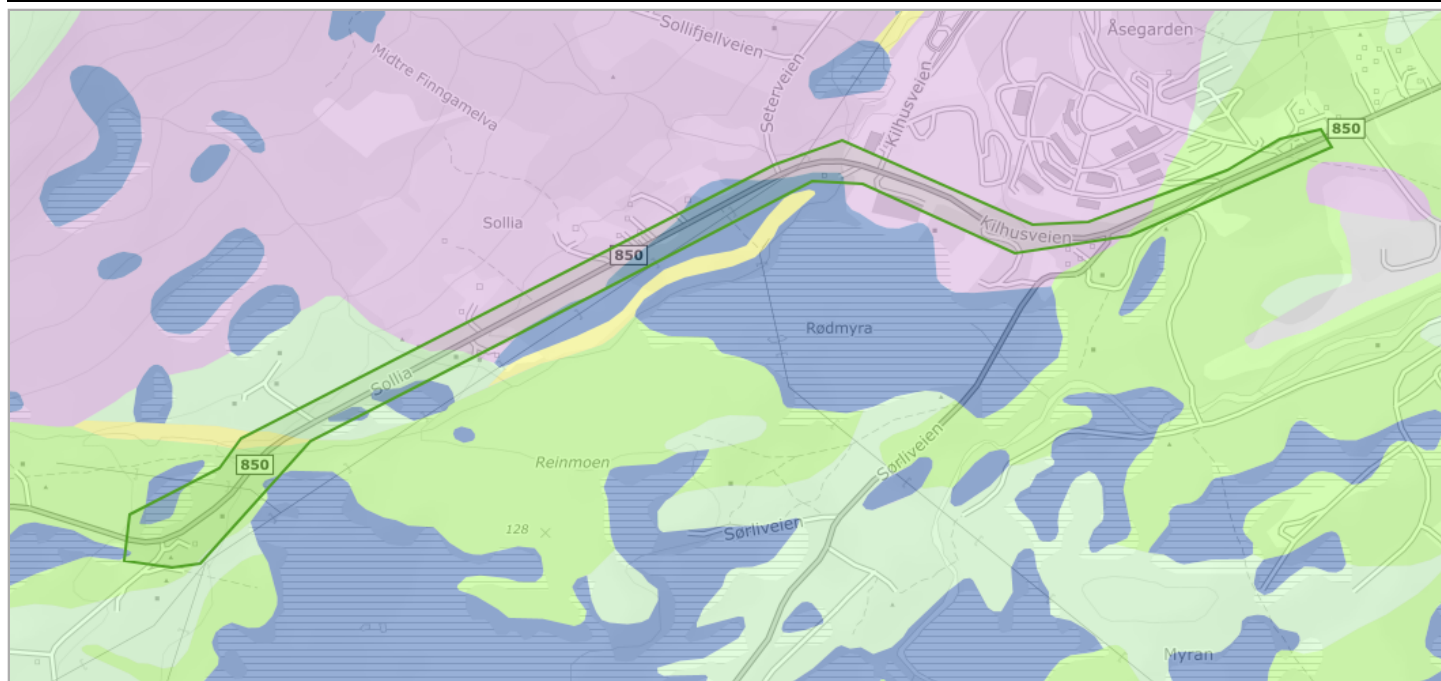 Sollifjellveien
Åsegarden
Midtre Finngamelva
Seterveien
Kilhusveien
850
Sollia
Kilhusveien
850
Rødmyra
Sollia
850
Reinmoen
Sørliveien
128
Sørliveien
Myran